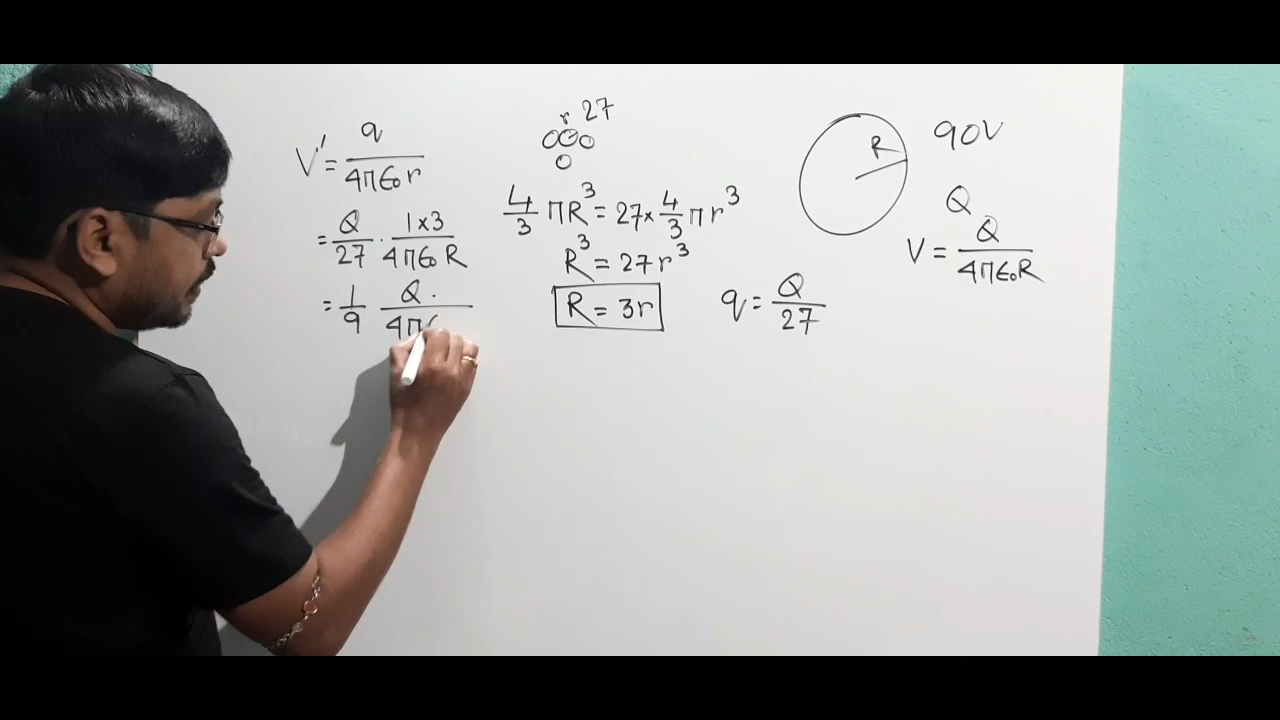 V' = q / 4πϵ₀r
= Q/27 · 1×3 / 4πϵ₀R
= 1/9 Q · / 4πϵ
r 27
4/3 πR³ = 27 × 4/3 πr³
R³ = 27r³
R = 3r
q = Q/27
R
90V
Q
V = Q / 4πϵ₀R